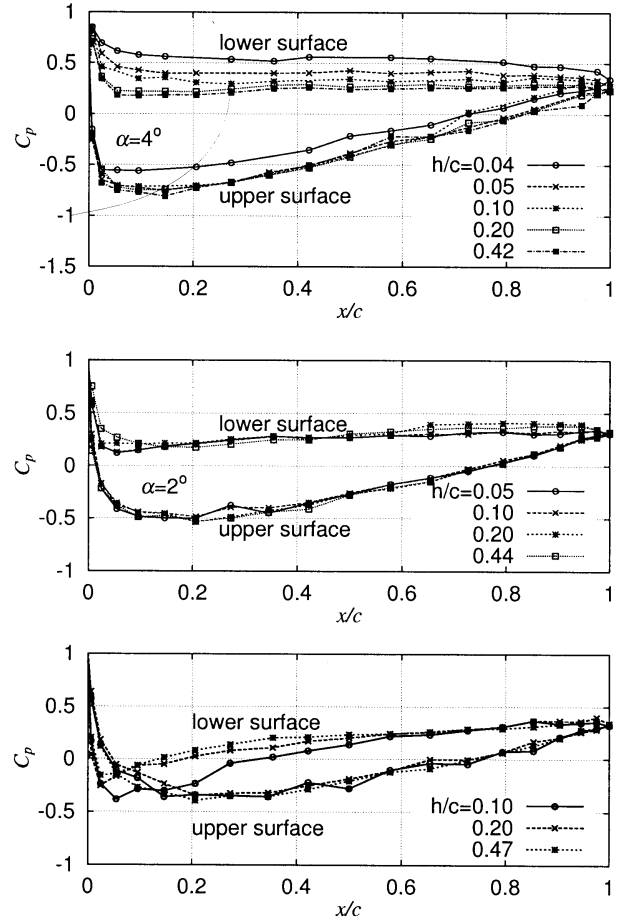 1
0.5
0
-0.5
-1
-1.5
C_p
lower surface
α=4°
upper surface
h/c=0.04
0.05
0.10
0.20
0.42
0 0.2 0.4 0.6 0.8 1
x/c
1
0.5
0
-0.5
-1
C_p
lower surface
α=2°
upper surface
h/c=0.05
0.10
0.20
0.44
0 0.2 0.4 0.6 0.8 1
x/c
1
0.5
0
-0.5
-1
C_p
lower surface
upper surface
h/c=0.10
0.20
0.47
0 0.2 0.4 0.6 0.8 1
x/c